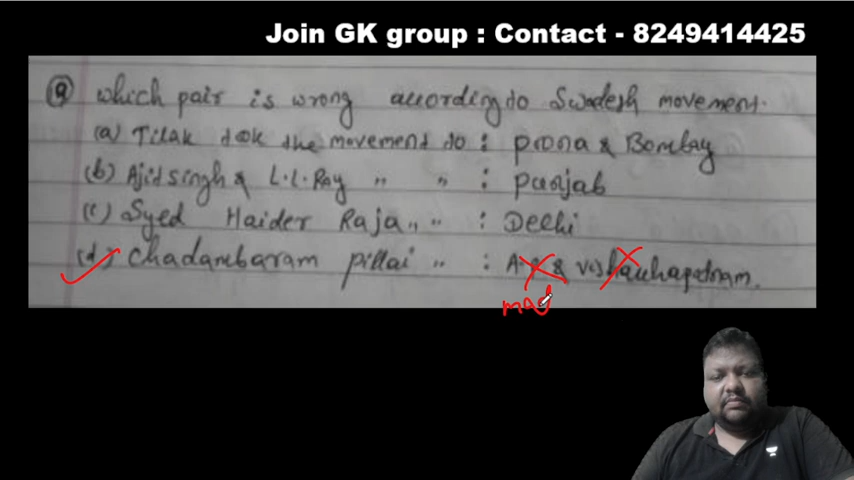 Join GK group : Contact - 8249414425
Q which pair is wrong according to Swadesh movement.
(a) Tilak took the movement to : poona & Bombay
(b) Ajit singh & L.L.Ray " " : punjab
(c) Syed Haider Raja " " : Delhi
(d) Chadambaram pillai " : A.P & vishauhapatnam.
mad